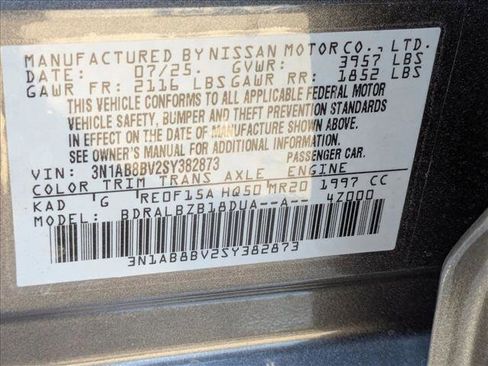 MANUFACTURED BY NISSAN MOTOR CO., LTD.
DATE: 07/25. GVWR: 3957 LBS
GAWR FR: 2116 LBS GAWR RR: 1852 LBS
THIS VEHICLE CONFORMS TO ALL APPLICABLE FEDERAL MOTOR
VEHICLE SAFETY, BUMPER AND THEFT PREVENTION STANDARDS
IN EFFECT ON THE DATE OF MANUFACTURE SHOWN ABOVE.
SEE OWNER'S MANUAL FOR ADDITIONAL INFORMATION.
PASSENGER CAR
VIN: 3N1AB8BV2SY382873
COLOR TRIM TRANS AXLE ENGINE
KAD G RE0F15A HQ50 MR20 1997 CC
MODEL: BDRALBZB18DUA--A-- 4Z000
3N1AB8BV2SY382873